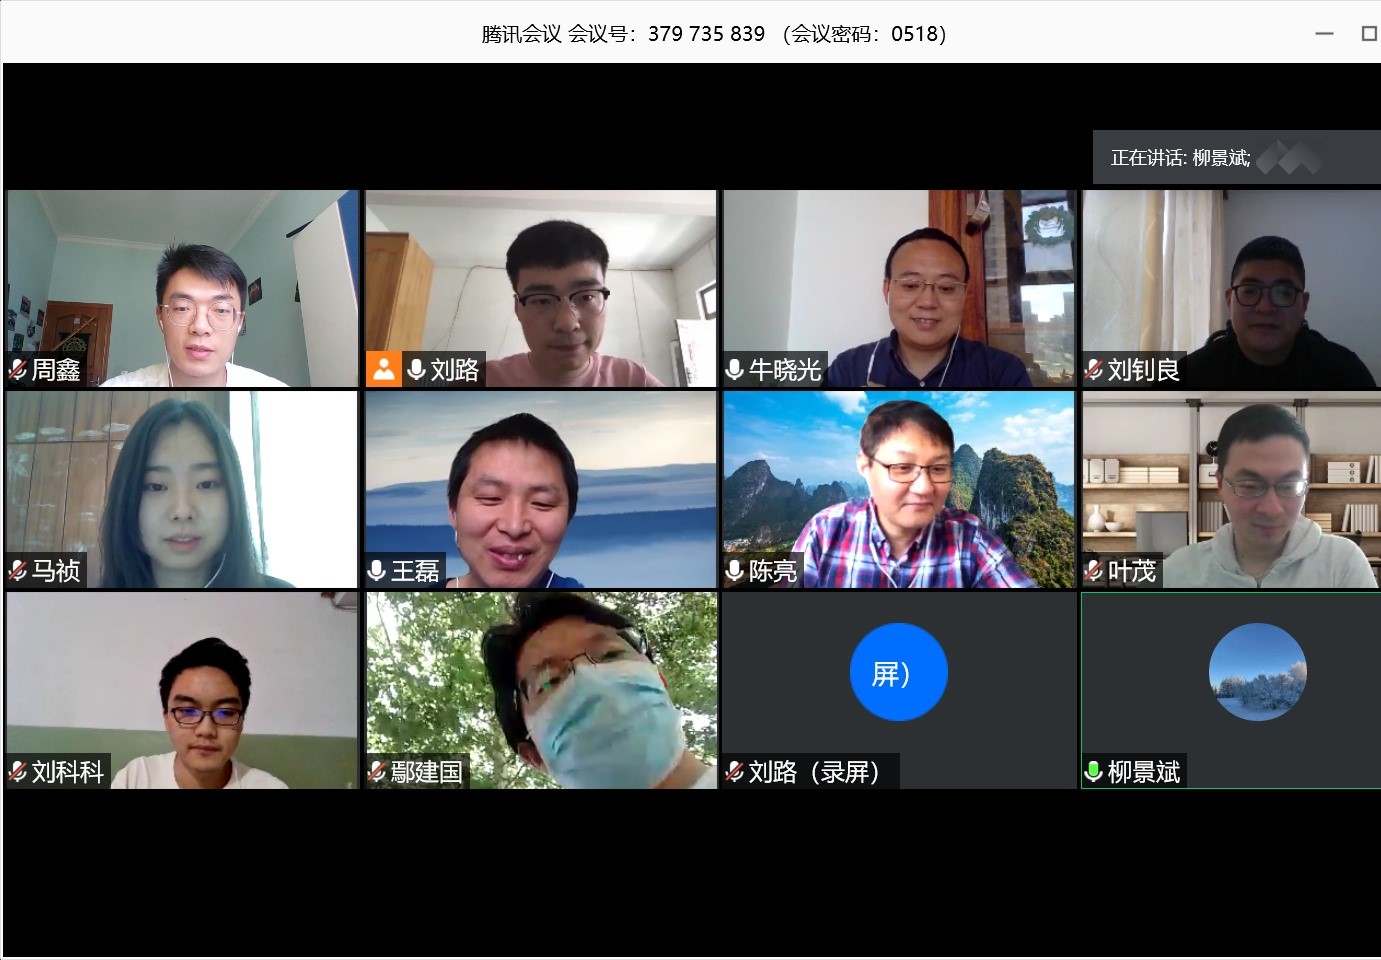 腾讯会议 会议号：379 735 839 （会议密码：0518）
正在讲话: 柳景斌;
周鑫
刘路
牛晓光
刘钊良
马祯
王磊
陈亮
叶茂
屏）
刘科科
鄢建国
刘路（录屏）
柳景斌